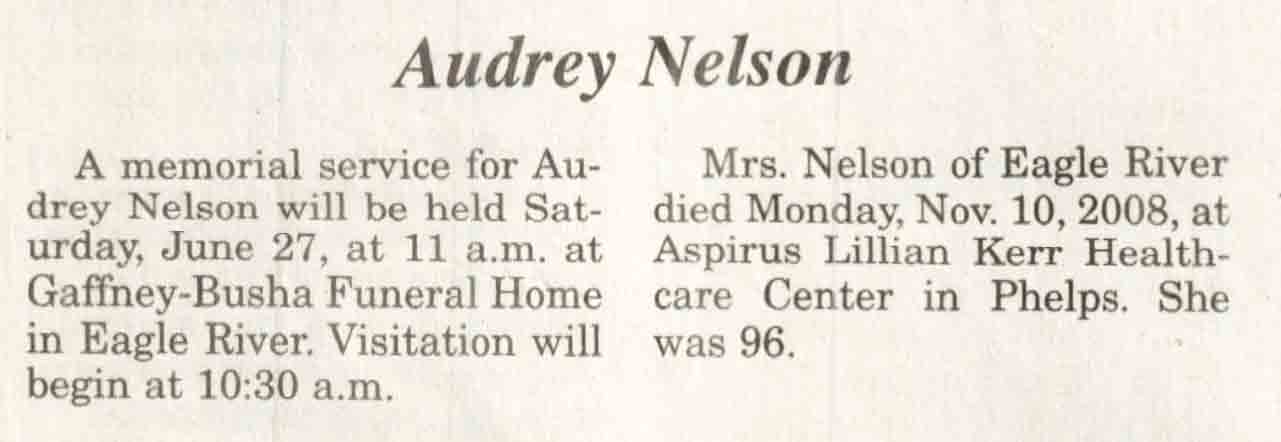 Audrey Nelson
A memorial service for Au-
drey Nelson will be held Sat-
urday, June 27, at 11 a.m. at
Gaffney-Busha Funeral Home
in Eagle River. Visitation will
begin at 10:30 a.m.
Mrs. Nelson of Eagle River
died Monday, Nov. 10, 2008, at
Aspirus Lillian Kerr Health-
care Center in Phelps. She
was 96.